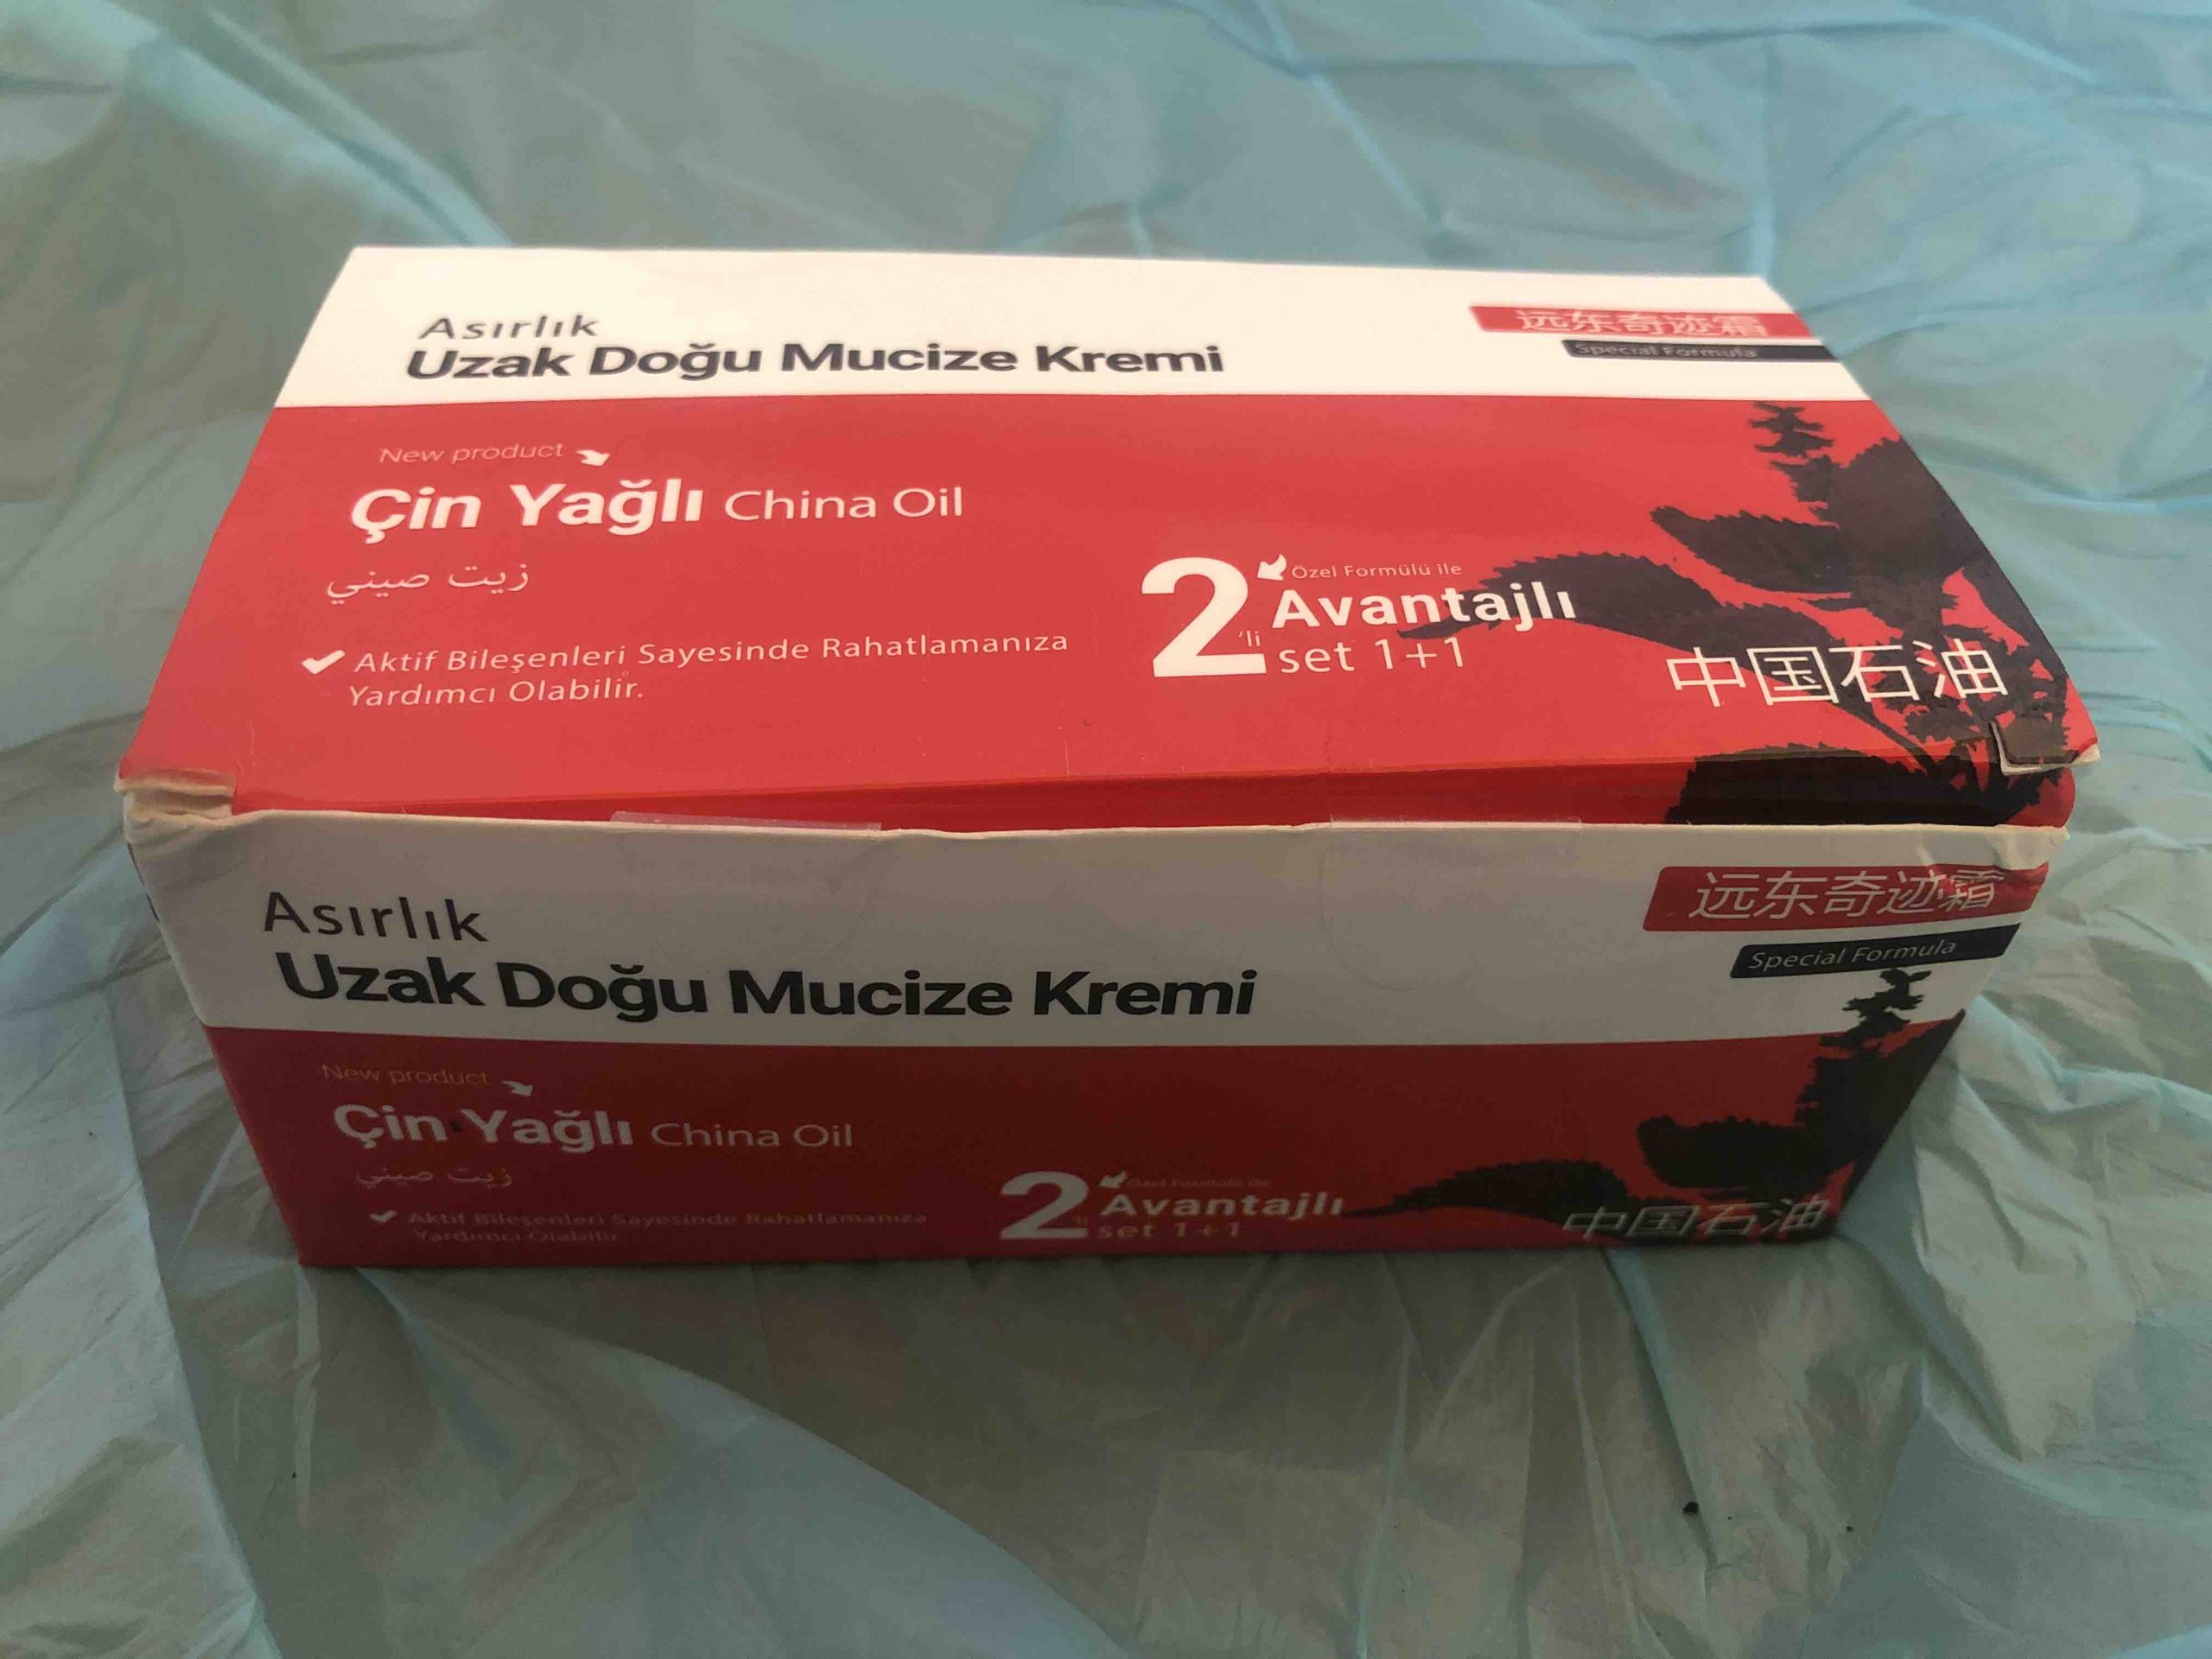 Asırlık
Uzak Doğu Mucize Kremi
远东奇迹霜
Special Formula
New product
Çin Yağlı China Oil
زيت صيني
Aktif Bileşenleri Sayesinde Rahatlamanıza
Yardımcı Olabilir.
2'li
Özel Formülü ile
Avantajlı
set 1+1
中国石油
Asırlık
Uzak Doğu Mucize Kremi
远东奇迹霜
Special Formula
New product
Çin Yağlı China Oil
زيت صيني
Aktif Bileşenleri Sayesinde Rahatlamanıza
Yardımcı Olabilir.
2'li
Özel Formülü ile
Avantajlı
set 1+1
中国石油